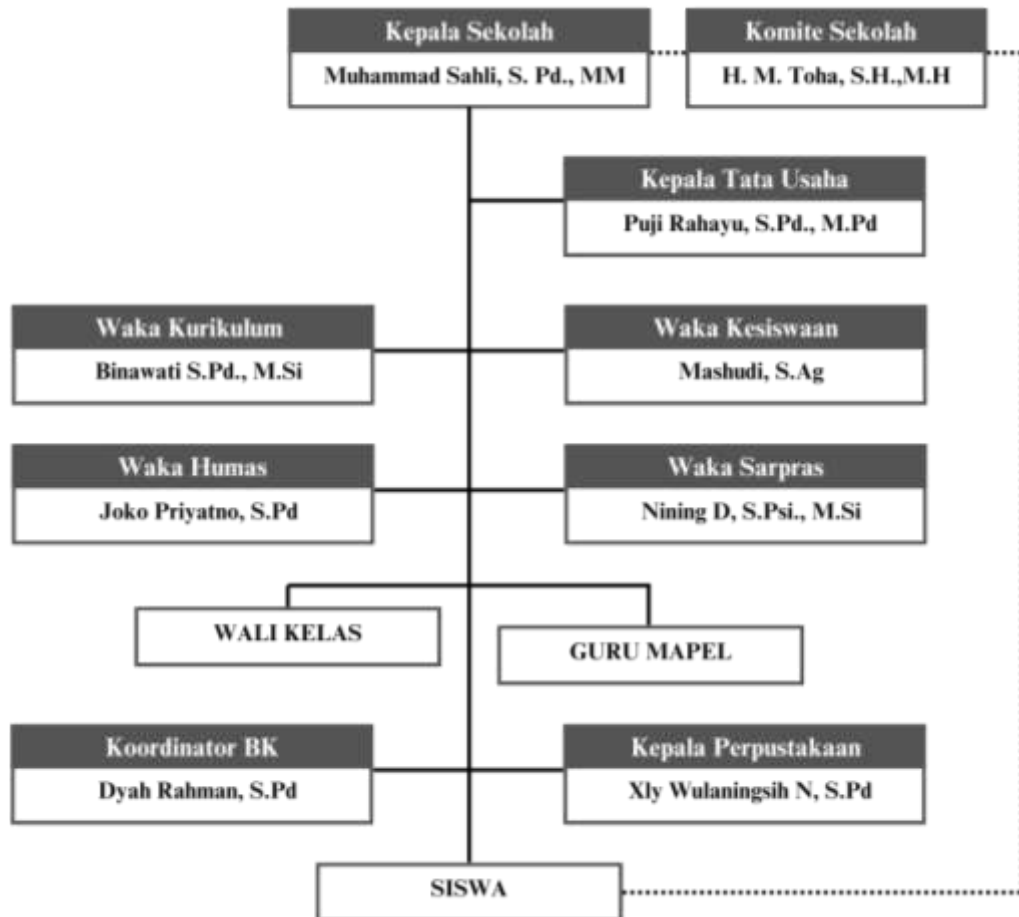 Kepala Sekolah
Muhammad Sahli, S. Pd., MM
Komite Sekolah
H. M. Toha, S.H.,M.H
Kepala Tata Usaha
Puji Rahayu, S.Pd., M.Pd
Waka Kurikulum
Binawati S.Pd., M.Si
Waka Kesiswaan
Mashudi, S.Ag
Waka Humas
Joko Priyatno, S.Pd
Waka Sarpras
Nining D, S.Psi., M.Si
WALI KELAS
GURU MAPEL
Koordinator BK
Dyah Rahman, S.Pd
Kepala Perpustakaan
Xly Wulaningsih N, S.Pd
SISWA